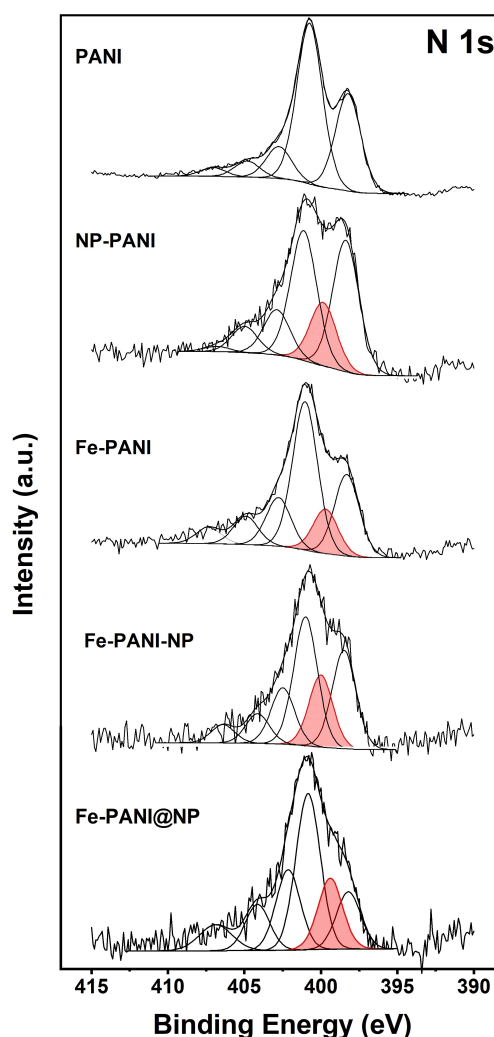 N 1s
PANI
NP-PANI
Fe-PANI
Fe-PANI-NP
Fe-PANI@NP
Intensity (a.u.)
415 410 405 400 395 390
Binding Energy (eV)